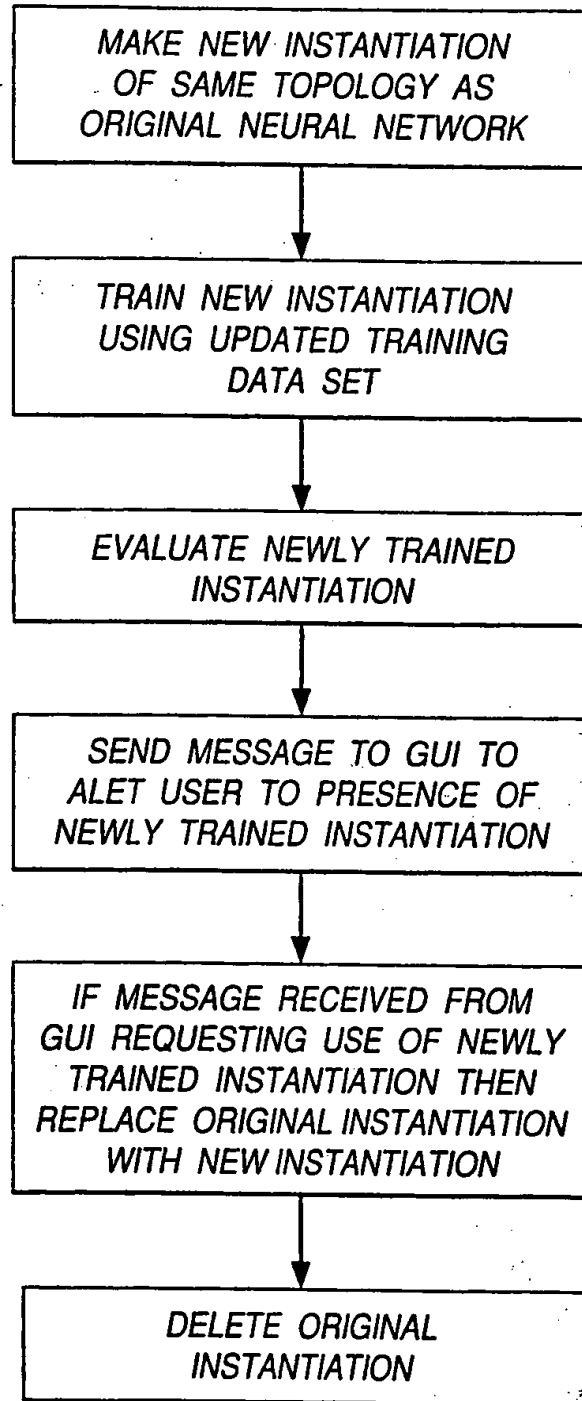 MAKE NEW INSTANTIATION
OF SAME TOPOLOGY AS
ORIGINAL NEURAL NETWORK
TRAIN NEW INSTANTIATION
USING UPDATED TRAINING
DATA SET
EVALUATE NEWLY TRAINED
INSTANTIATION
SEND MESSAGE TO GUI TO
ALET USER TO PRESENCE OF
NEWLY TRAINED INSTANTIATION
IF MESSAGE RECEIVED FROM
GUI REQUESTING USE OF NEWLY
TRAINED INSTANTIATION THEN
REPLACE ORIGINAL INSTANTIATION
WITH NEW INSTANTIATION
DELETE ORIGINAL
INSTANTIATION